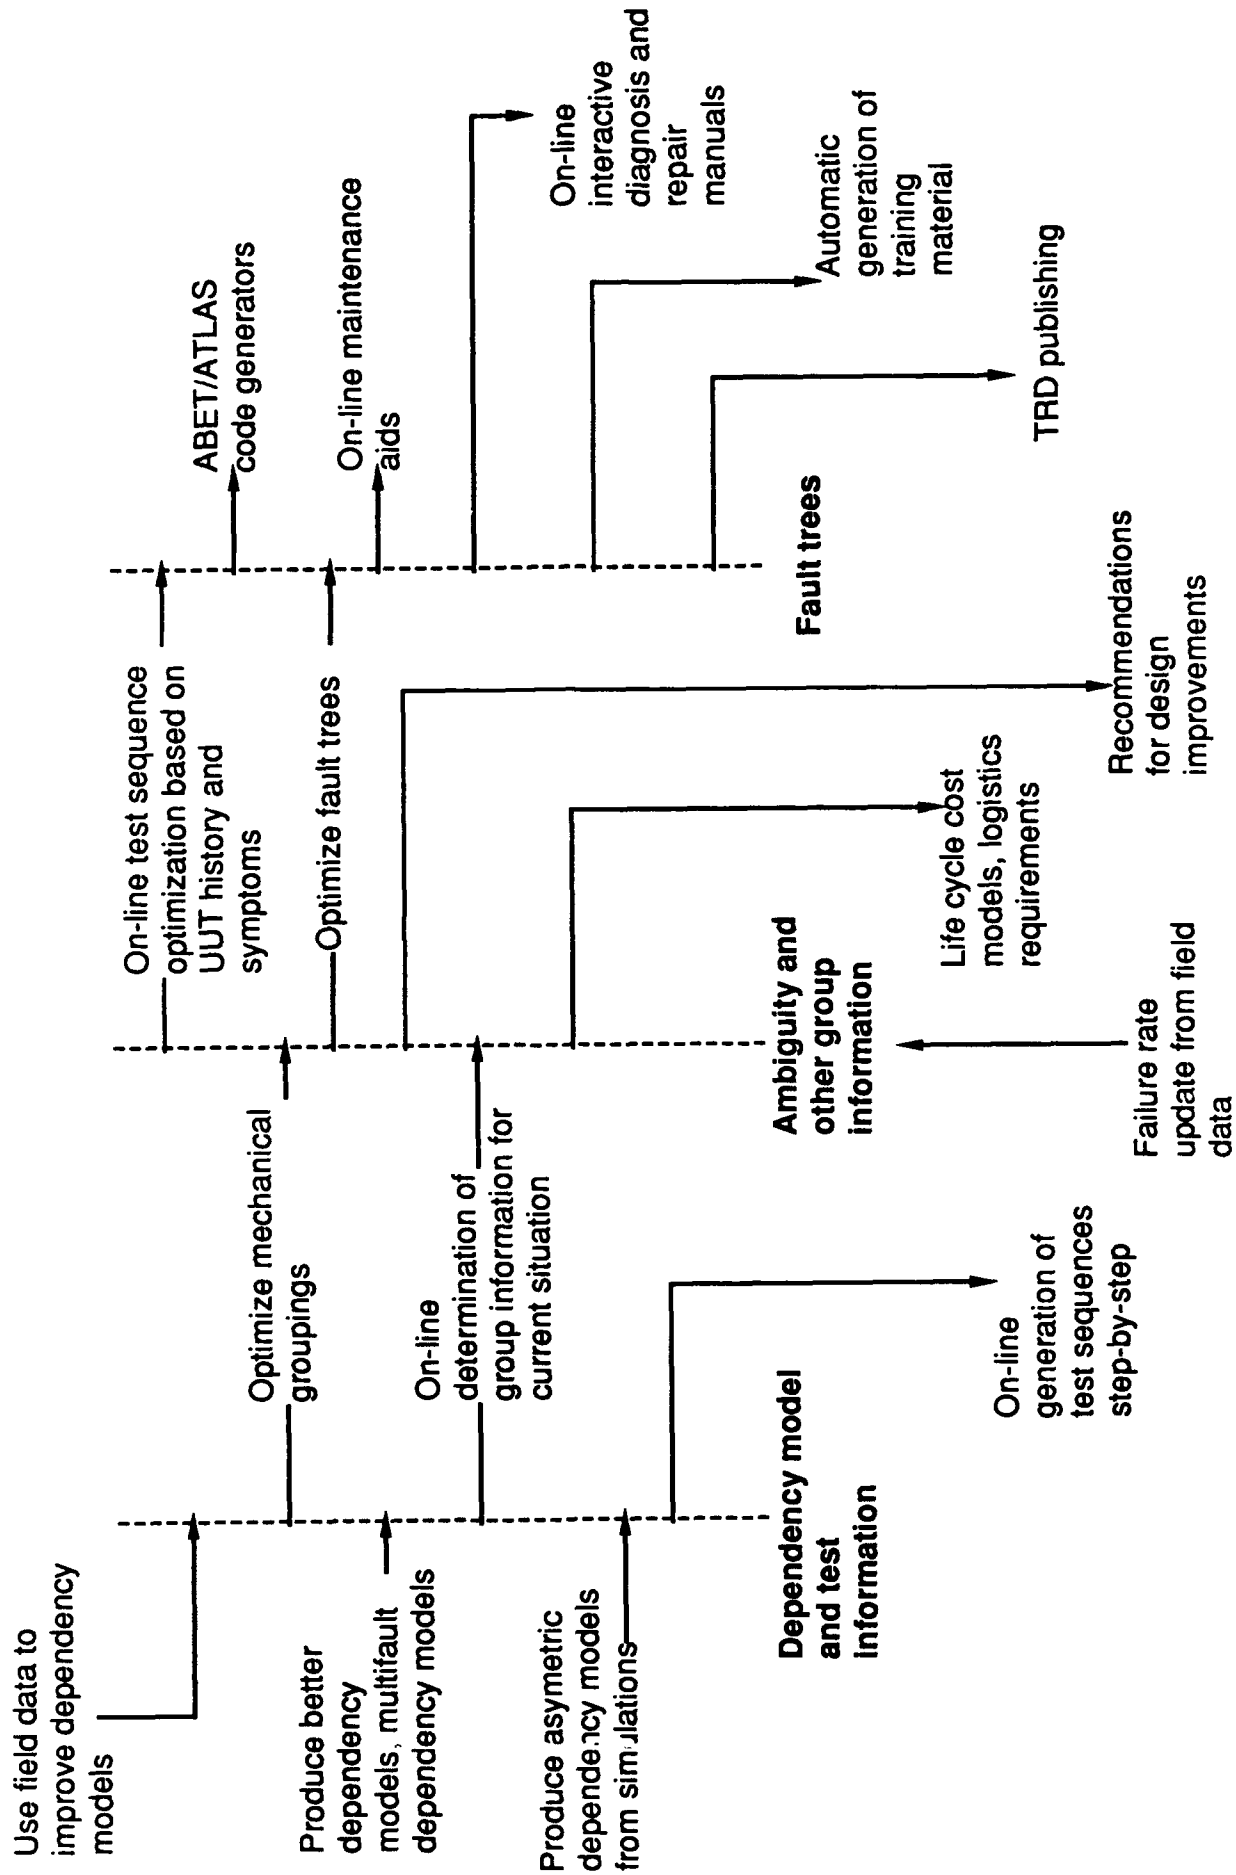 Use field data to
improve dependency
models
Produce better
dependency
models, multifault
dependency models
Produce asymetric
dependency models
from simulations
Dependency model
and test
information
Optimize mechanical
groupings
On-line
determination of
group information for
current situation
On-line
generation of
test sequences
step-by-step
On-line test sequence
optimization based on
UUT history and
symptoms
Optimize fault trees
Ambiguity and
other group
information
Failure rate
update from field
data
Life cycle cost
models, logistics
requirements
Recommendations
for design
improvements
Fault trees
ABET/ATLAS
code generators
On-line maintenance
aids
On-line
interactive
diagnosis and
repair
manuals
Automatic
generation of
training
material
TRD publishing